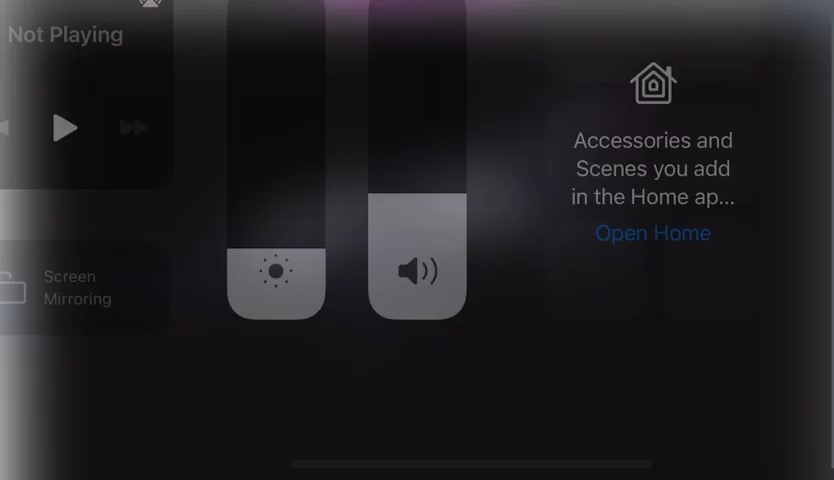 Not Playing
Accessories and
Scenes you add
in the Home ap...
Open Home
Screen
Mirroring